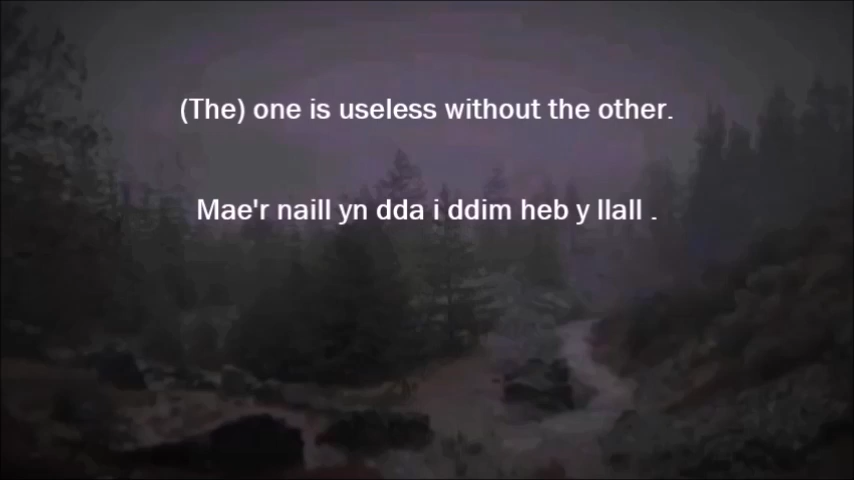 (The) one is useless without the other.
Mae'r naill yn dda i ddim heb y llall .